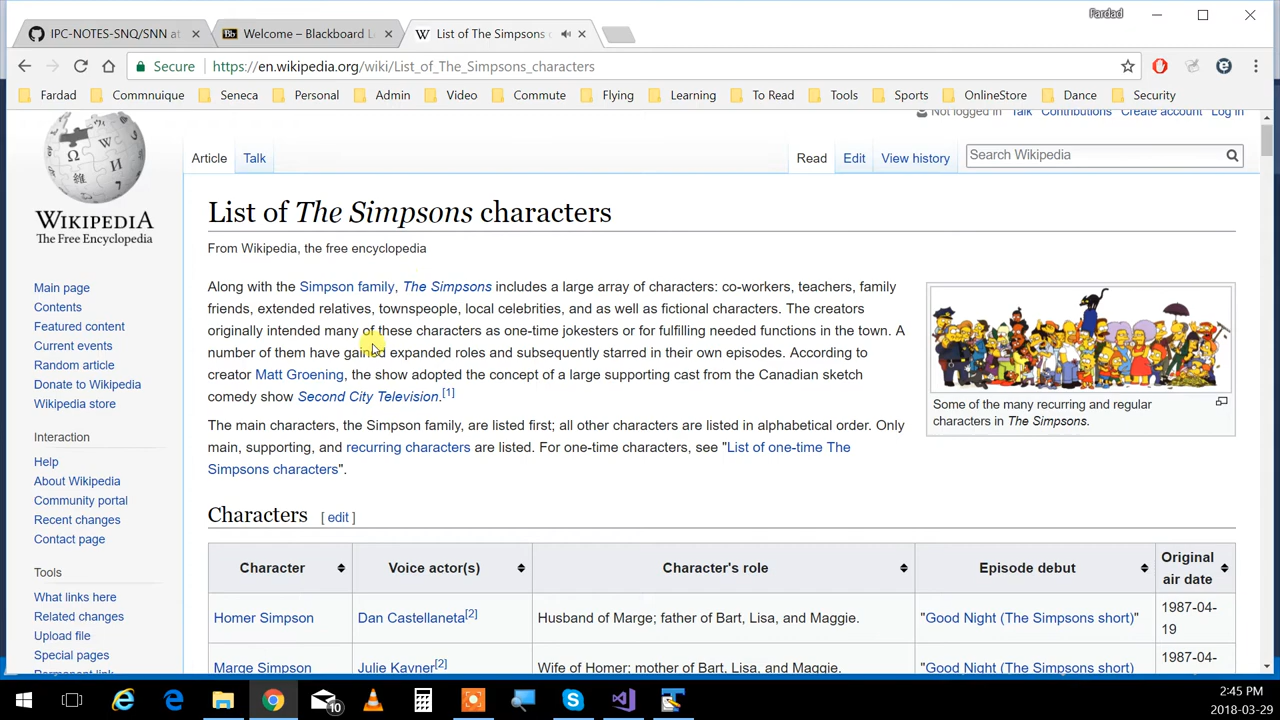 Fardad
IPC-NOTES-SNQ/SNN at
Welcome – Blackboard L
List of The Simpsons c
Secure
https://en.wikipedia.org/wiki/List_of_The_Simpsons_characters
Fardad Commnuique Seneca Personal Admin Video Commute Flying Learning To Read Tools Sports OnlineStore Dance Security
Not logged in Talk Contributions Create account Log in
Article Talk Read Edit View history Search Wikipedia
WIKIPEDIA
The Free Encyclopedia
Main page
Contents
Featured content
Current events
Random article
Donate to Wikipedia
Wikipedia store
Interaction
Help
About Wikipedia
Community portal
Recent changes
Contact page
Tools
What links here
Related changes
Upload file
Special pages
Permanent link
List of The Simpsons characters
From Wikipedia, the free encyclopedia
Along with the Simpson family, The Simpsons includes a large array of characters: co-workers, teachers, family
friends, extended relatives, townspeople, local celebrities, and as well as fictional characters. The creators
originally intended many of these characters as one-time jokesters or for fulfilling needed functions in the town. A
number of them have gained expanded roles and subsequently starred in their own episodes. According to
creator Matt Groening, the show adopted the concept of a large supporting cast from the Canadian sketch
comedy show Second City Television.[1]
The main characters, the Simpson family, are listed first; all other characters are listed in alphabetical order. Only
main, supporting, and recurring characters are listed. For one-time characters, see "List of one-time The
Simpsons characters".
Some of the many recurring and regular
characters in The Simpsons.
Characters [ edit ]
Character Voice actor(s) Character's role Episode debut Original
air date
Homer Simpson Dan Castellaneta[2] Husband of Marge; father of Bart, Lisa, and Maggie. "Good Night (The Simpsons short)" 1987-04-
19
Marge Simpson Julie Kavner[2] Wife of Homer; mother of Bart, Lisa, and Maggie. "Good Night (The Simpsons short) 1987-04-
10
2:45 PM
2018-03-29